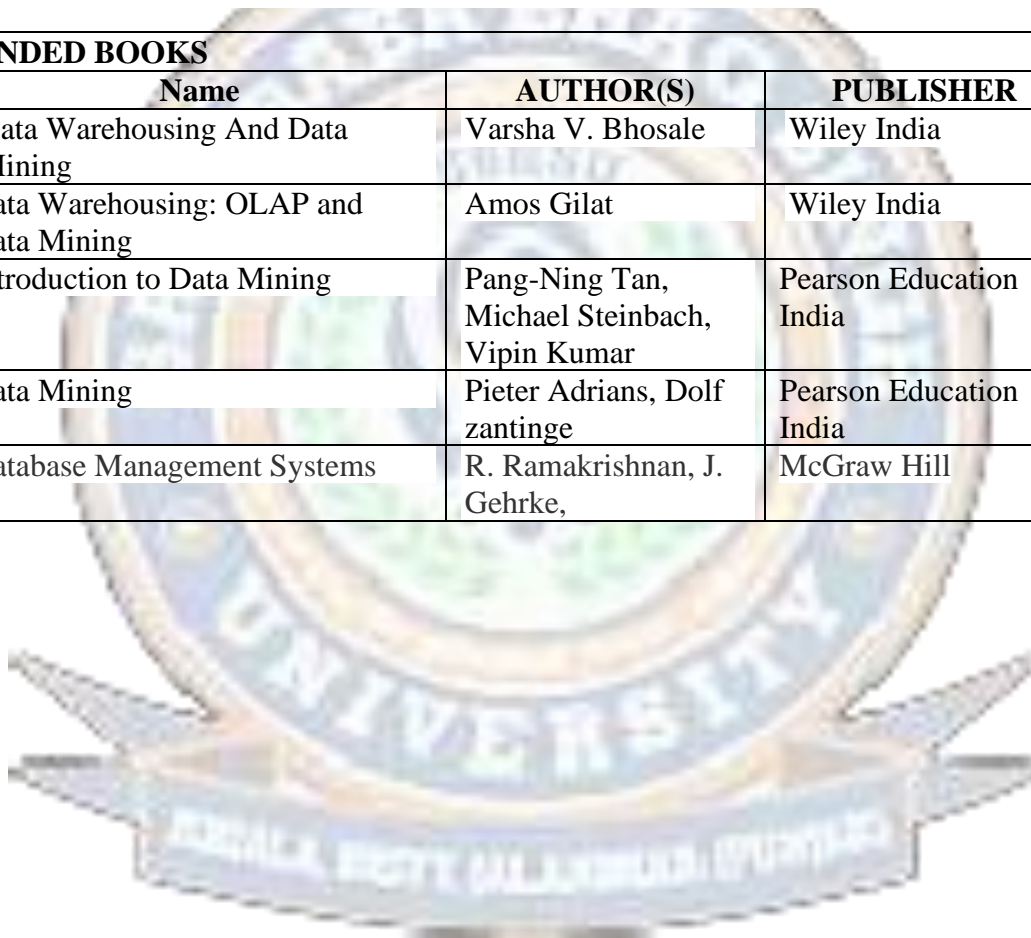 NDED BOOKS
Name AUTHOR(S) PUBLISHER
ata Warehousing And Data Varsha V. Bhosale Wiley India
Mining
ata Warehousing: OLAP and Amos Gilat Wiley India
ata Mining
troduction to Data Mining Pang-Ning Tan, Pearson Education
Michael Steinbach, India
Vipin Kumar
ata Mining Pieter Adrians, Dolf Pearson Education
zantinge India
atabase Management Systems R. Ramakrishnan, J. McGraw Hill
Gehrke,
UNIVERSITY